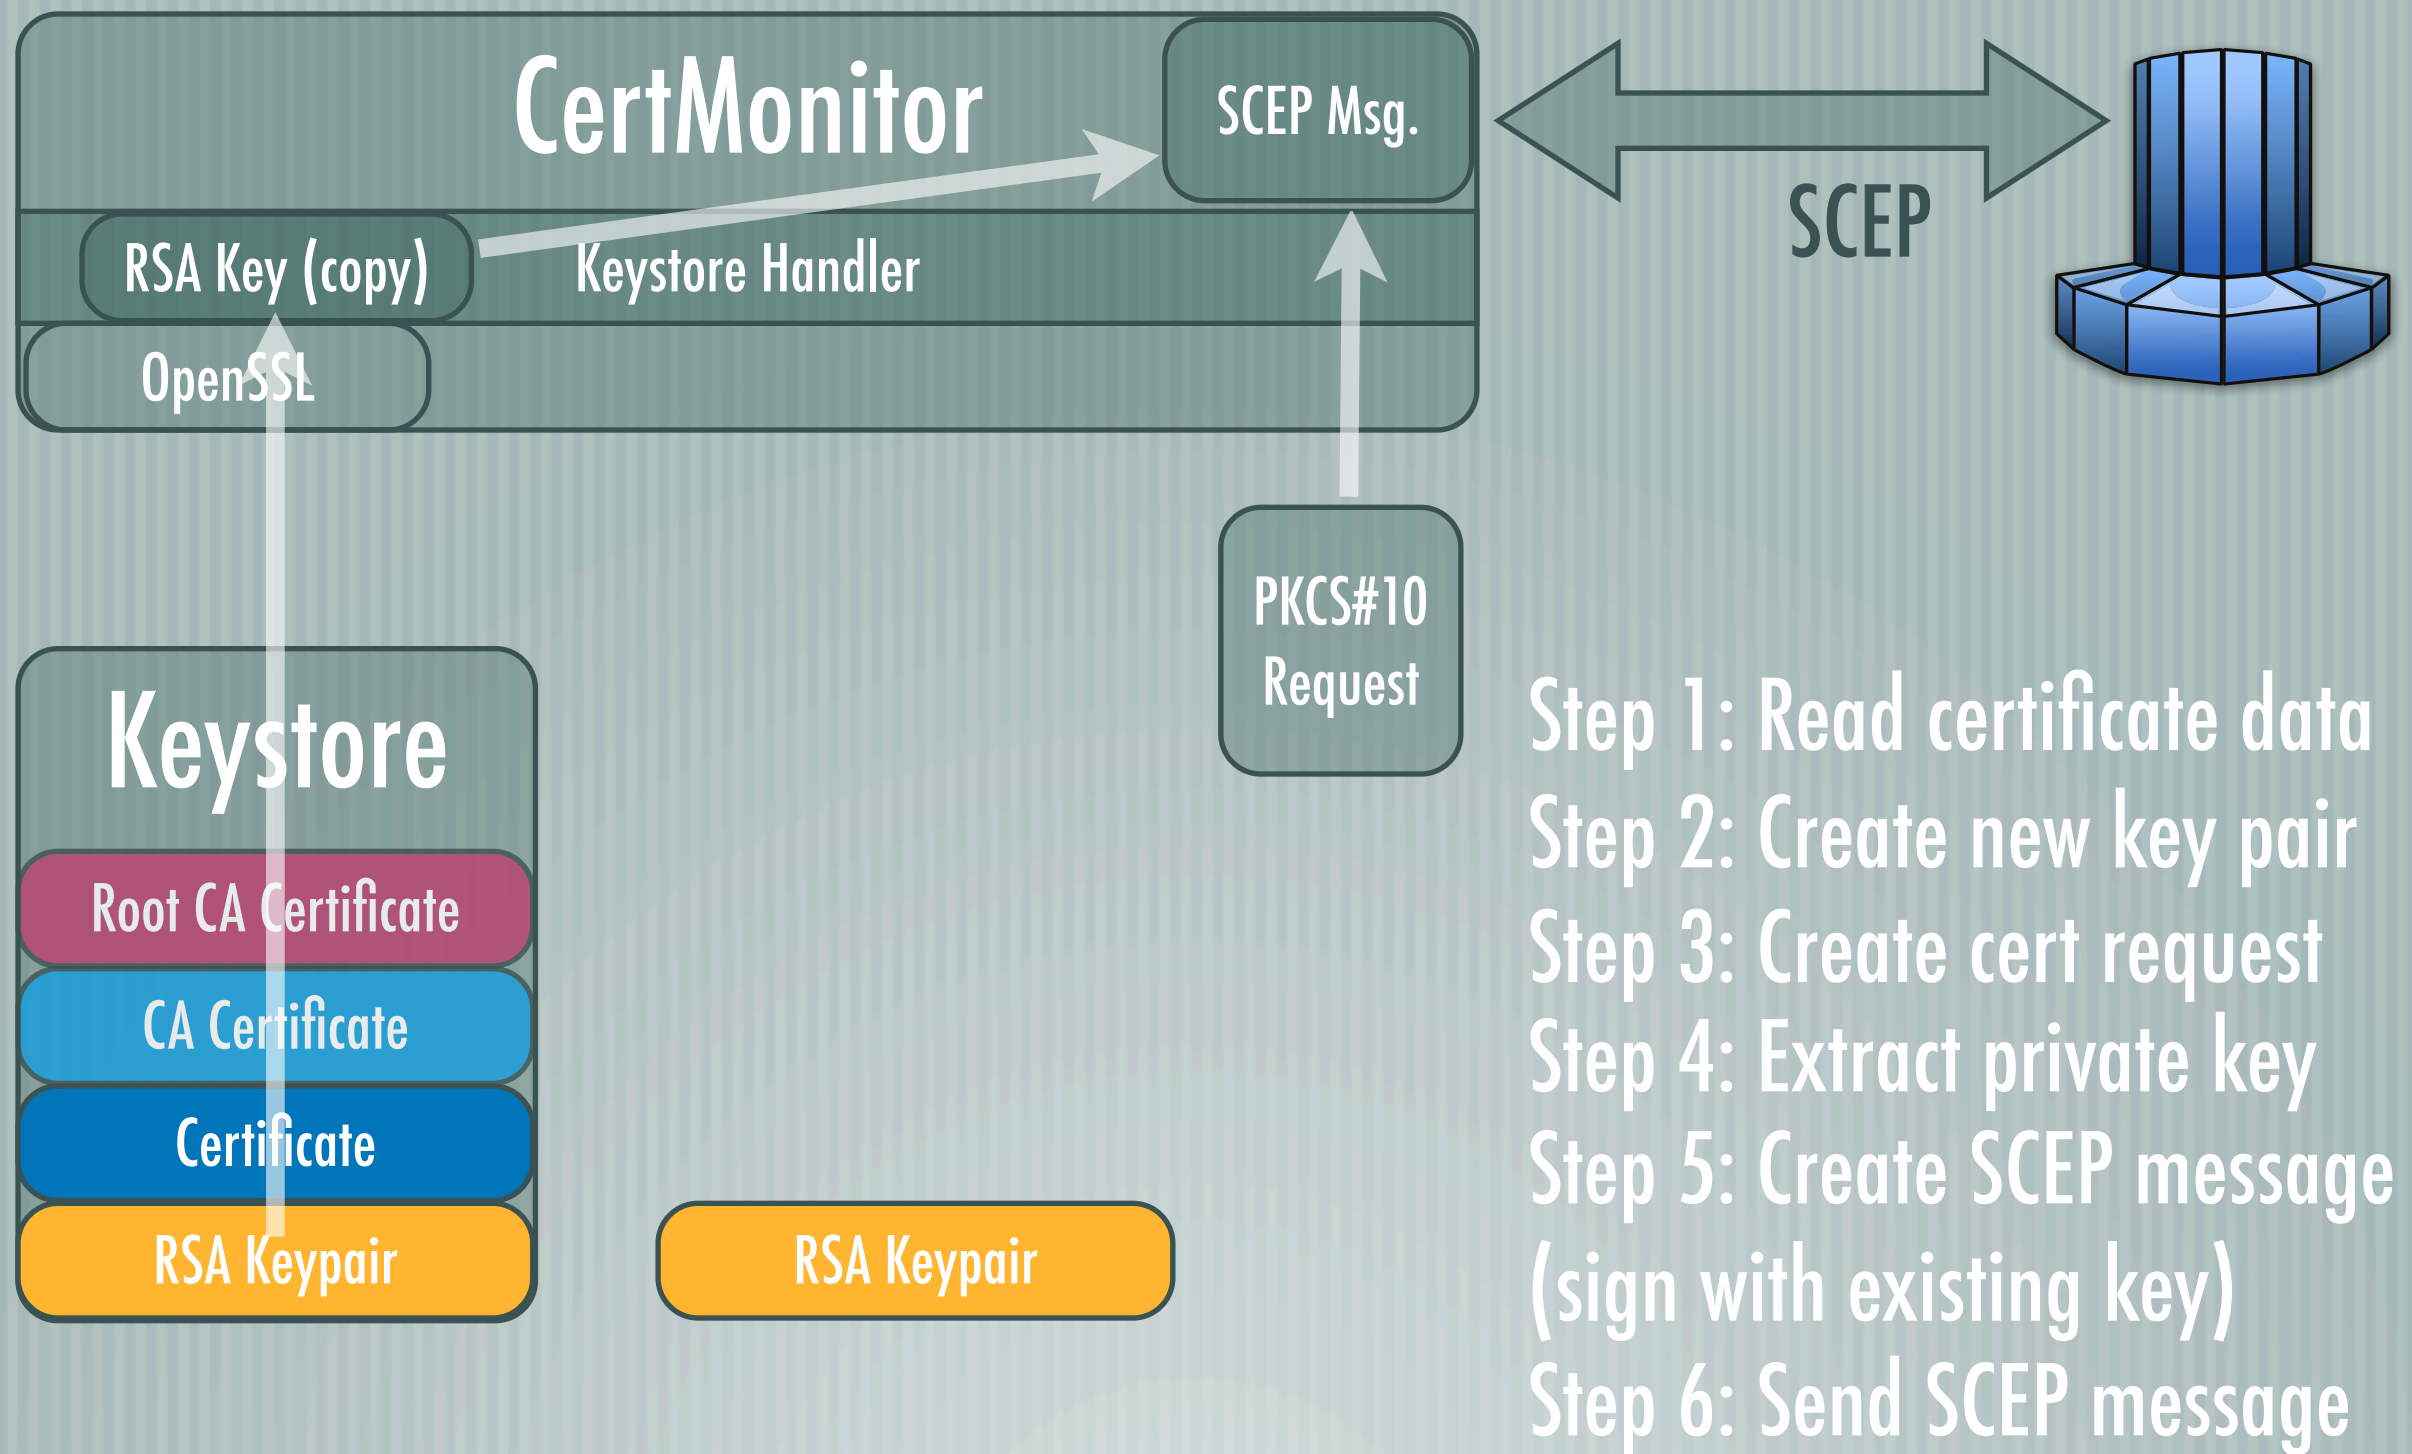 CertMonitor
SCEP Msg.
SCEP
RSA Key (copy)
Keystore Handler
OpenSSL
PKCS#10
Request
Keystore
Root CA Certificate
CA Certificate
Certificate
RSA Keypair
RSA Keypair
Step 1: Read certificate data
Step 2: Create new key pair
Step 3: Create cert request
Step 4: Extract private key
Step 5: Create SCEP message
(sign with existing key)
Step 6: Send SCEP message